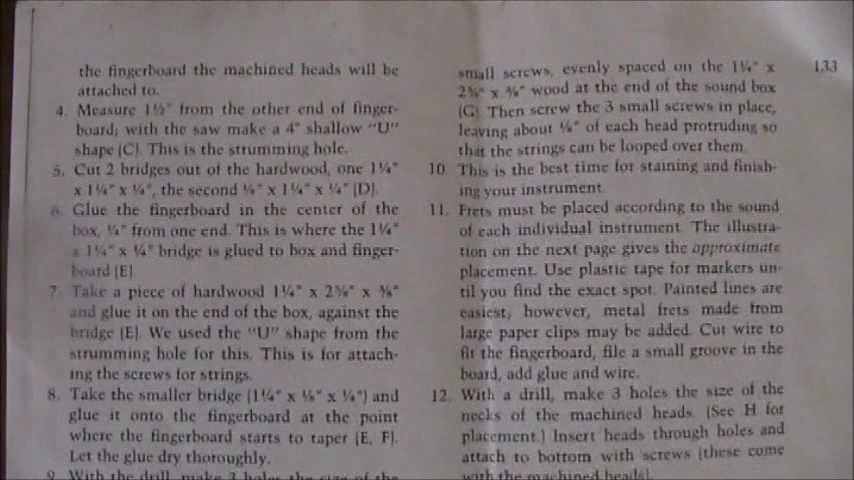 the fingerboard the machined heads will be
attached to.
4. Measure 1½" from the other end of finger-
board; with the saw make a 4" shallow "U"
shape (C). This is the strumming hole.
5. Cut 2 bridges out of the hardwood, one 1¼"
x 1¼" x ¼", the second ⅛" x 1¼" x ¼" (D).
6. Glue the fingerboard in the center of the
box, ¼" from one end. This is where the 1¼"
x 1¼" x ¼" bridge is glued to box and finger-
board (E).
7. Take a piece of hardwood 1¼" x 2⅜" x ⅜"
and glue it on the end of the box, against the
bridge (E). We used the "U" shape from the
strumming hole for this. This is for attach-
ing the screws for strings.
8. Take the smaller bridge (1¼" x ⅛" x ¼") and
glue it onto the fingerboard at the point
where the fingerboard starts to taper (E, F).
Let the glue dry thoroughly.
9. With the drill, make 3 holes the size of the
small screws, evenly spaced on the 1¼" x
2⅜" x ⅜" wood at the end of the sound box
(G). Then screw the 3 small screws in place,
leaving about ⅛" of each head protruding so
that the strings can be looped over them.
10. This is the best time for staining and finish-
ing your instrument.
11. Frets must be placed according to the sound
of each individual instrument. The illustra-
tion on the next page gives the approximate
placement. Use plastic tape for markers un-
til you find the exact spot. Painted lines are
easiest; however, metal frets made from
large paper clips may be added. Cut wire to
fit the fingerboard, file a small groove in the
board, add glue and wire.
12. With a drill, make 3 holes the size of the
necks of the machined heads. (See H for
placement.) Insert heads through holes and
attach to bottom with screws (these come
with the machined heads).
133